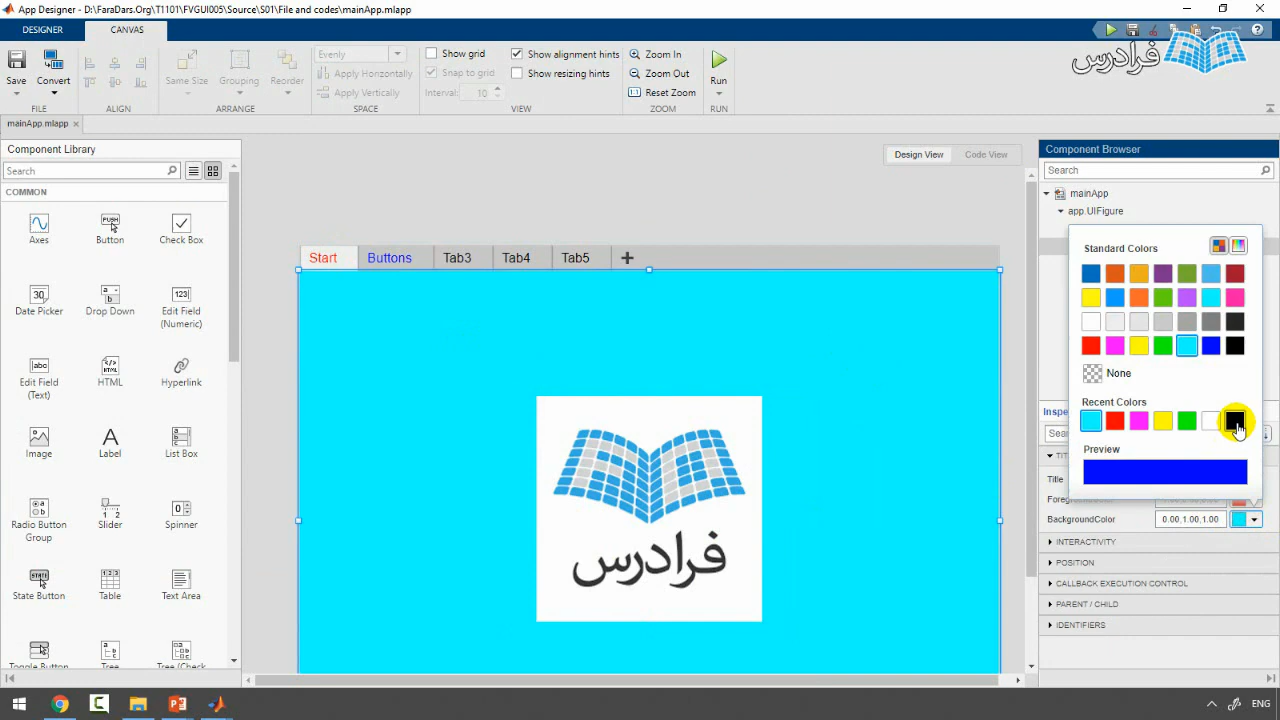 App Designer - D:\FaraDars.Org\T1101\FVGUI005\Source\S01\File and codes\mainApp.mlapp
DESIGNER
CANVAS
فرادرس
Save
Convert
FILE
ALIGN
Same Size
Grouping
Reorder
ARRANGE
Evenly
Apply Horizontally
Apply Vertically
SPACE
Show grid
Snap to grid
Interval: 10
Show alignment hints
Show resizing hints
VIEW
Zoom In
Zoom Out
Reset Zoom
ZOOM
Run
RUN
mainApp.mlapp
Component Library
Search
COMMON
Axes
Button
Check Box
Date Picker
Drop Down
Edit Field
(Numeric)
Edit Field
(Text)
HTML
Hyperlink
Image
Label
List Box
Radio Button
Group
Slider
Spinner
State Button
Table
Text Area
Toggle Button
Tree
Tree (Check
Design View
Code View
Start
Buttons
Tab3
Tab4
Tab5
فرادرس
Component Browser
Search
mainApp
app.UIFigure
Standard Colors
None
Recent Colors
Preview
Title
BackgroundColor
0.00,1.00,1.00
INTERACTIVITY
POSITION
CALLBACK EXECUTION CONTROL
PARENT / CHILD
IDENTIFIERS
ENG